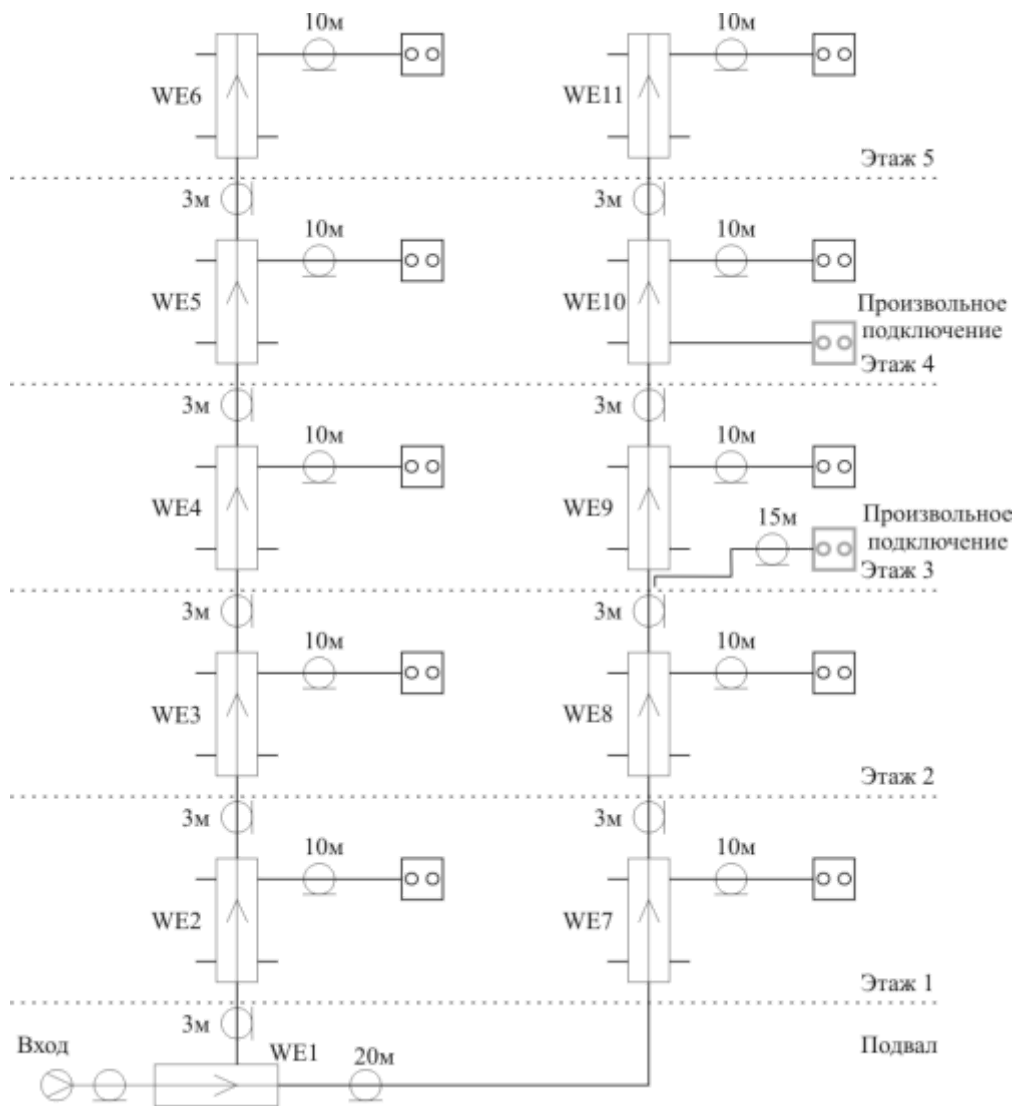 10м
10м
WE6
WE11
Этаж 5
3м
3м
10м
10м
WE5
WE10
Произвольное
подключение
Этаж 4
3м
3м
10м
10м
WE4
WE9
15м
Произвольное
подключение
Этаж 3
3м
3м
10м
10м
WE3
WE8
Этаж 2
3м
3м
10м
10м
WE2
WE7
Этаж 1
3м
Вход
WE1
20м
Подвал